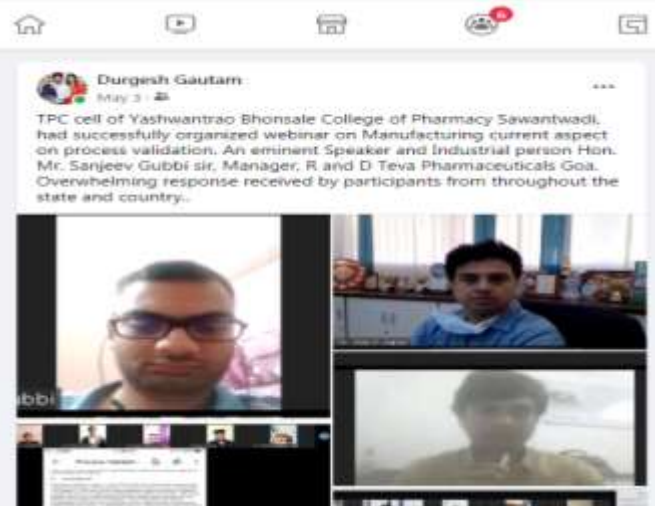 6
Durgesh Gautam
May 3
TPC cell of Yashwantrao Bhonsale College of Pharmacy Sawantwadi,
had successfully organized webinar on Manufacturing current aspect
on process validation. An eminent Speaker and Industrial person Hon.
Mr. Sanjeev Gubbi sir, Manager, R and D Teva Pharmaceuticals Goa.
Overwhelming response received by participants from throughout the
state and country..
ubbi